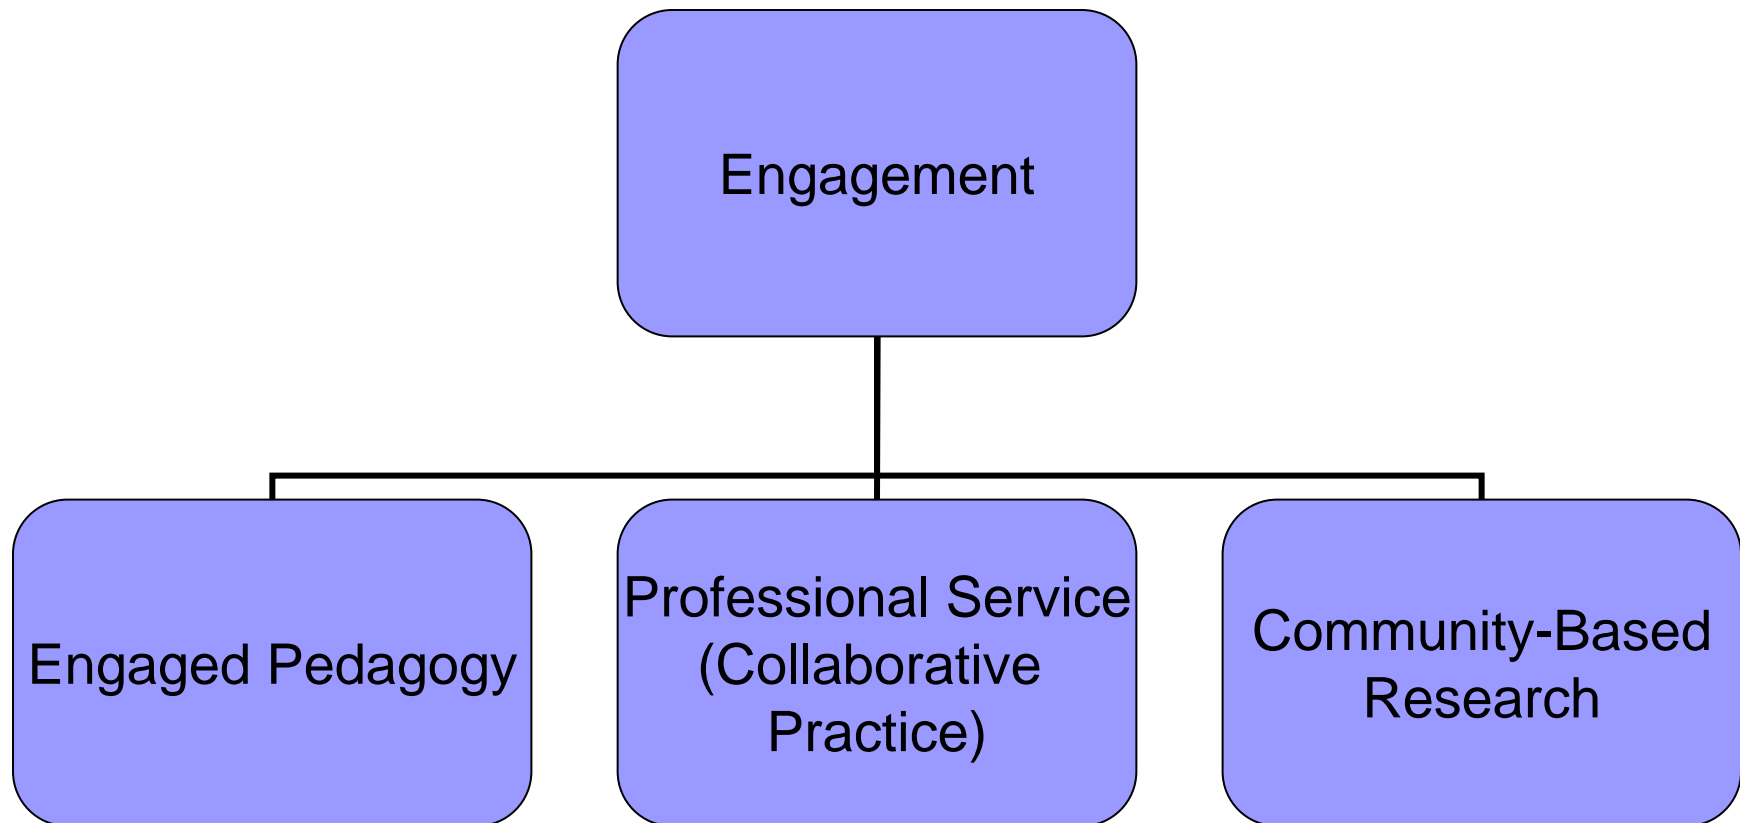 Engagement
Engaged Pedagogy
Professional Service
(Collaborative
Practice)
Community-Based
Research